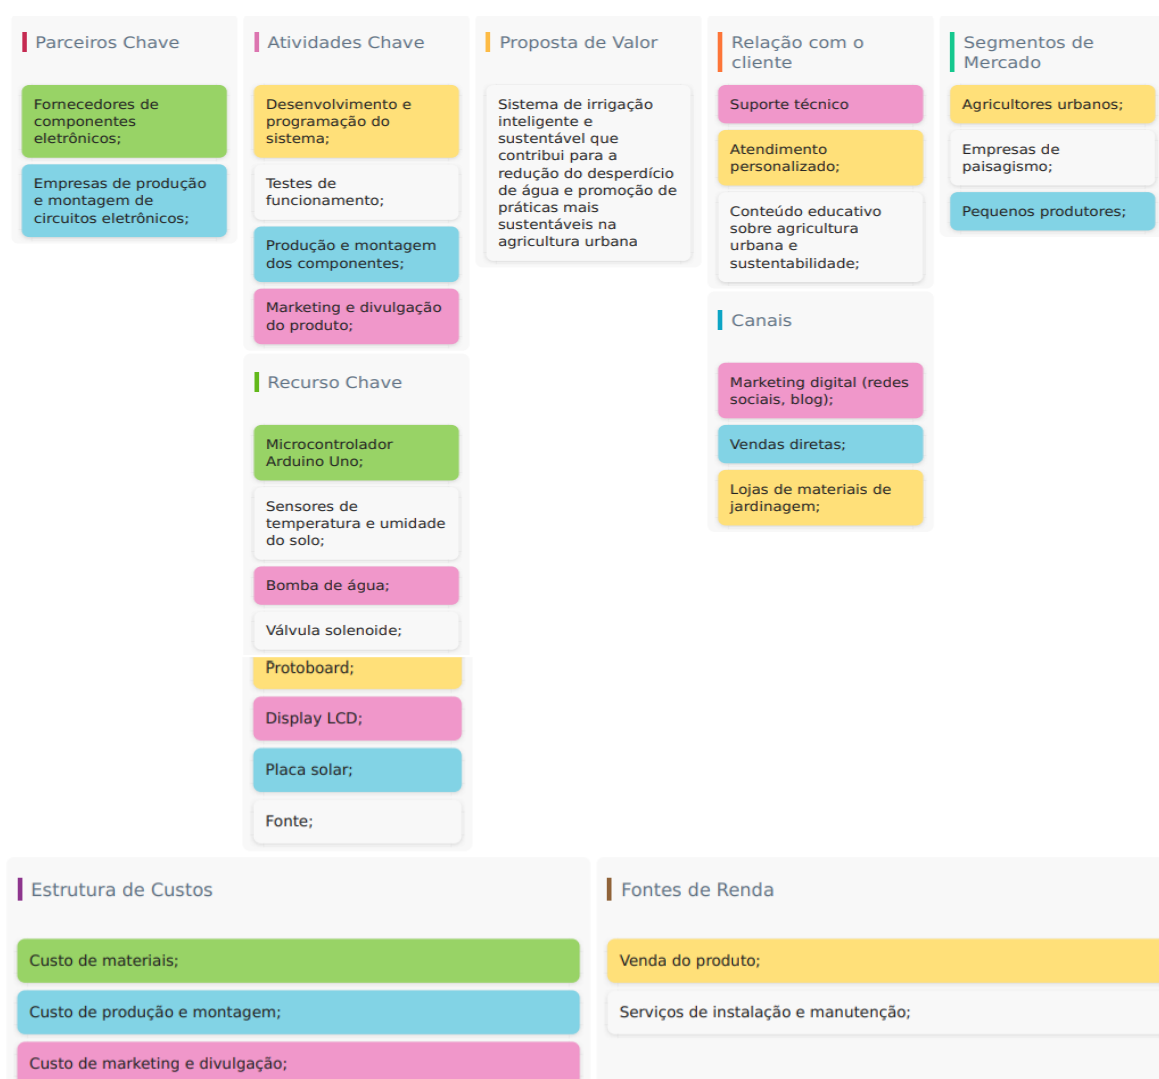 Parceiros Chave
Fornecedores de
componentes
eletrônicos;
Empresas de produção
e montagem de
circuitos eletrônicos;
Atividades Chave
Desenvolvimento e
programação do
sistema;
Testes de
funcionamento;
Produção e montagem
dos componentes;
Marketing e divulgação
do produto;
Recurso Chave
Microcontrolador
Arduino Uno;
Sensores de
temperatura e umidade
do solo;
Bomba de água;
Válvula solenoide;
Protoboard;
Display LCD;
Placa solar;
Fonte;
Proposta de Valor
Sistema de irrigação
inteligente e
sustentável que
contribui para a
redução do desperdício
de água e promoção de
práticas mais
sustentáveis na
agricultura urbana
Relação com o
cliente
Suporte técnico
Atendimento
personalizado;
Conteúdo educativo
sobre agricultura
urbana e
sustentabilidade;
Canais
Marketing digital (redes
sociais, blog);
Vendas diretas;
Lojas de materiais de
jardinagem;
Segmentos de
Mercado
Agricultores urbanos;
Empresas de
paisagismo;
Pequenos produtores;
Estrutura de Custos
Custo de materiais;
Custo de produção e montagem;
Custo de marketing e divulgação;
Fontes de Renda
Venda do produto;
Serviços de instalação e manutenção;